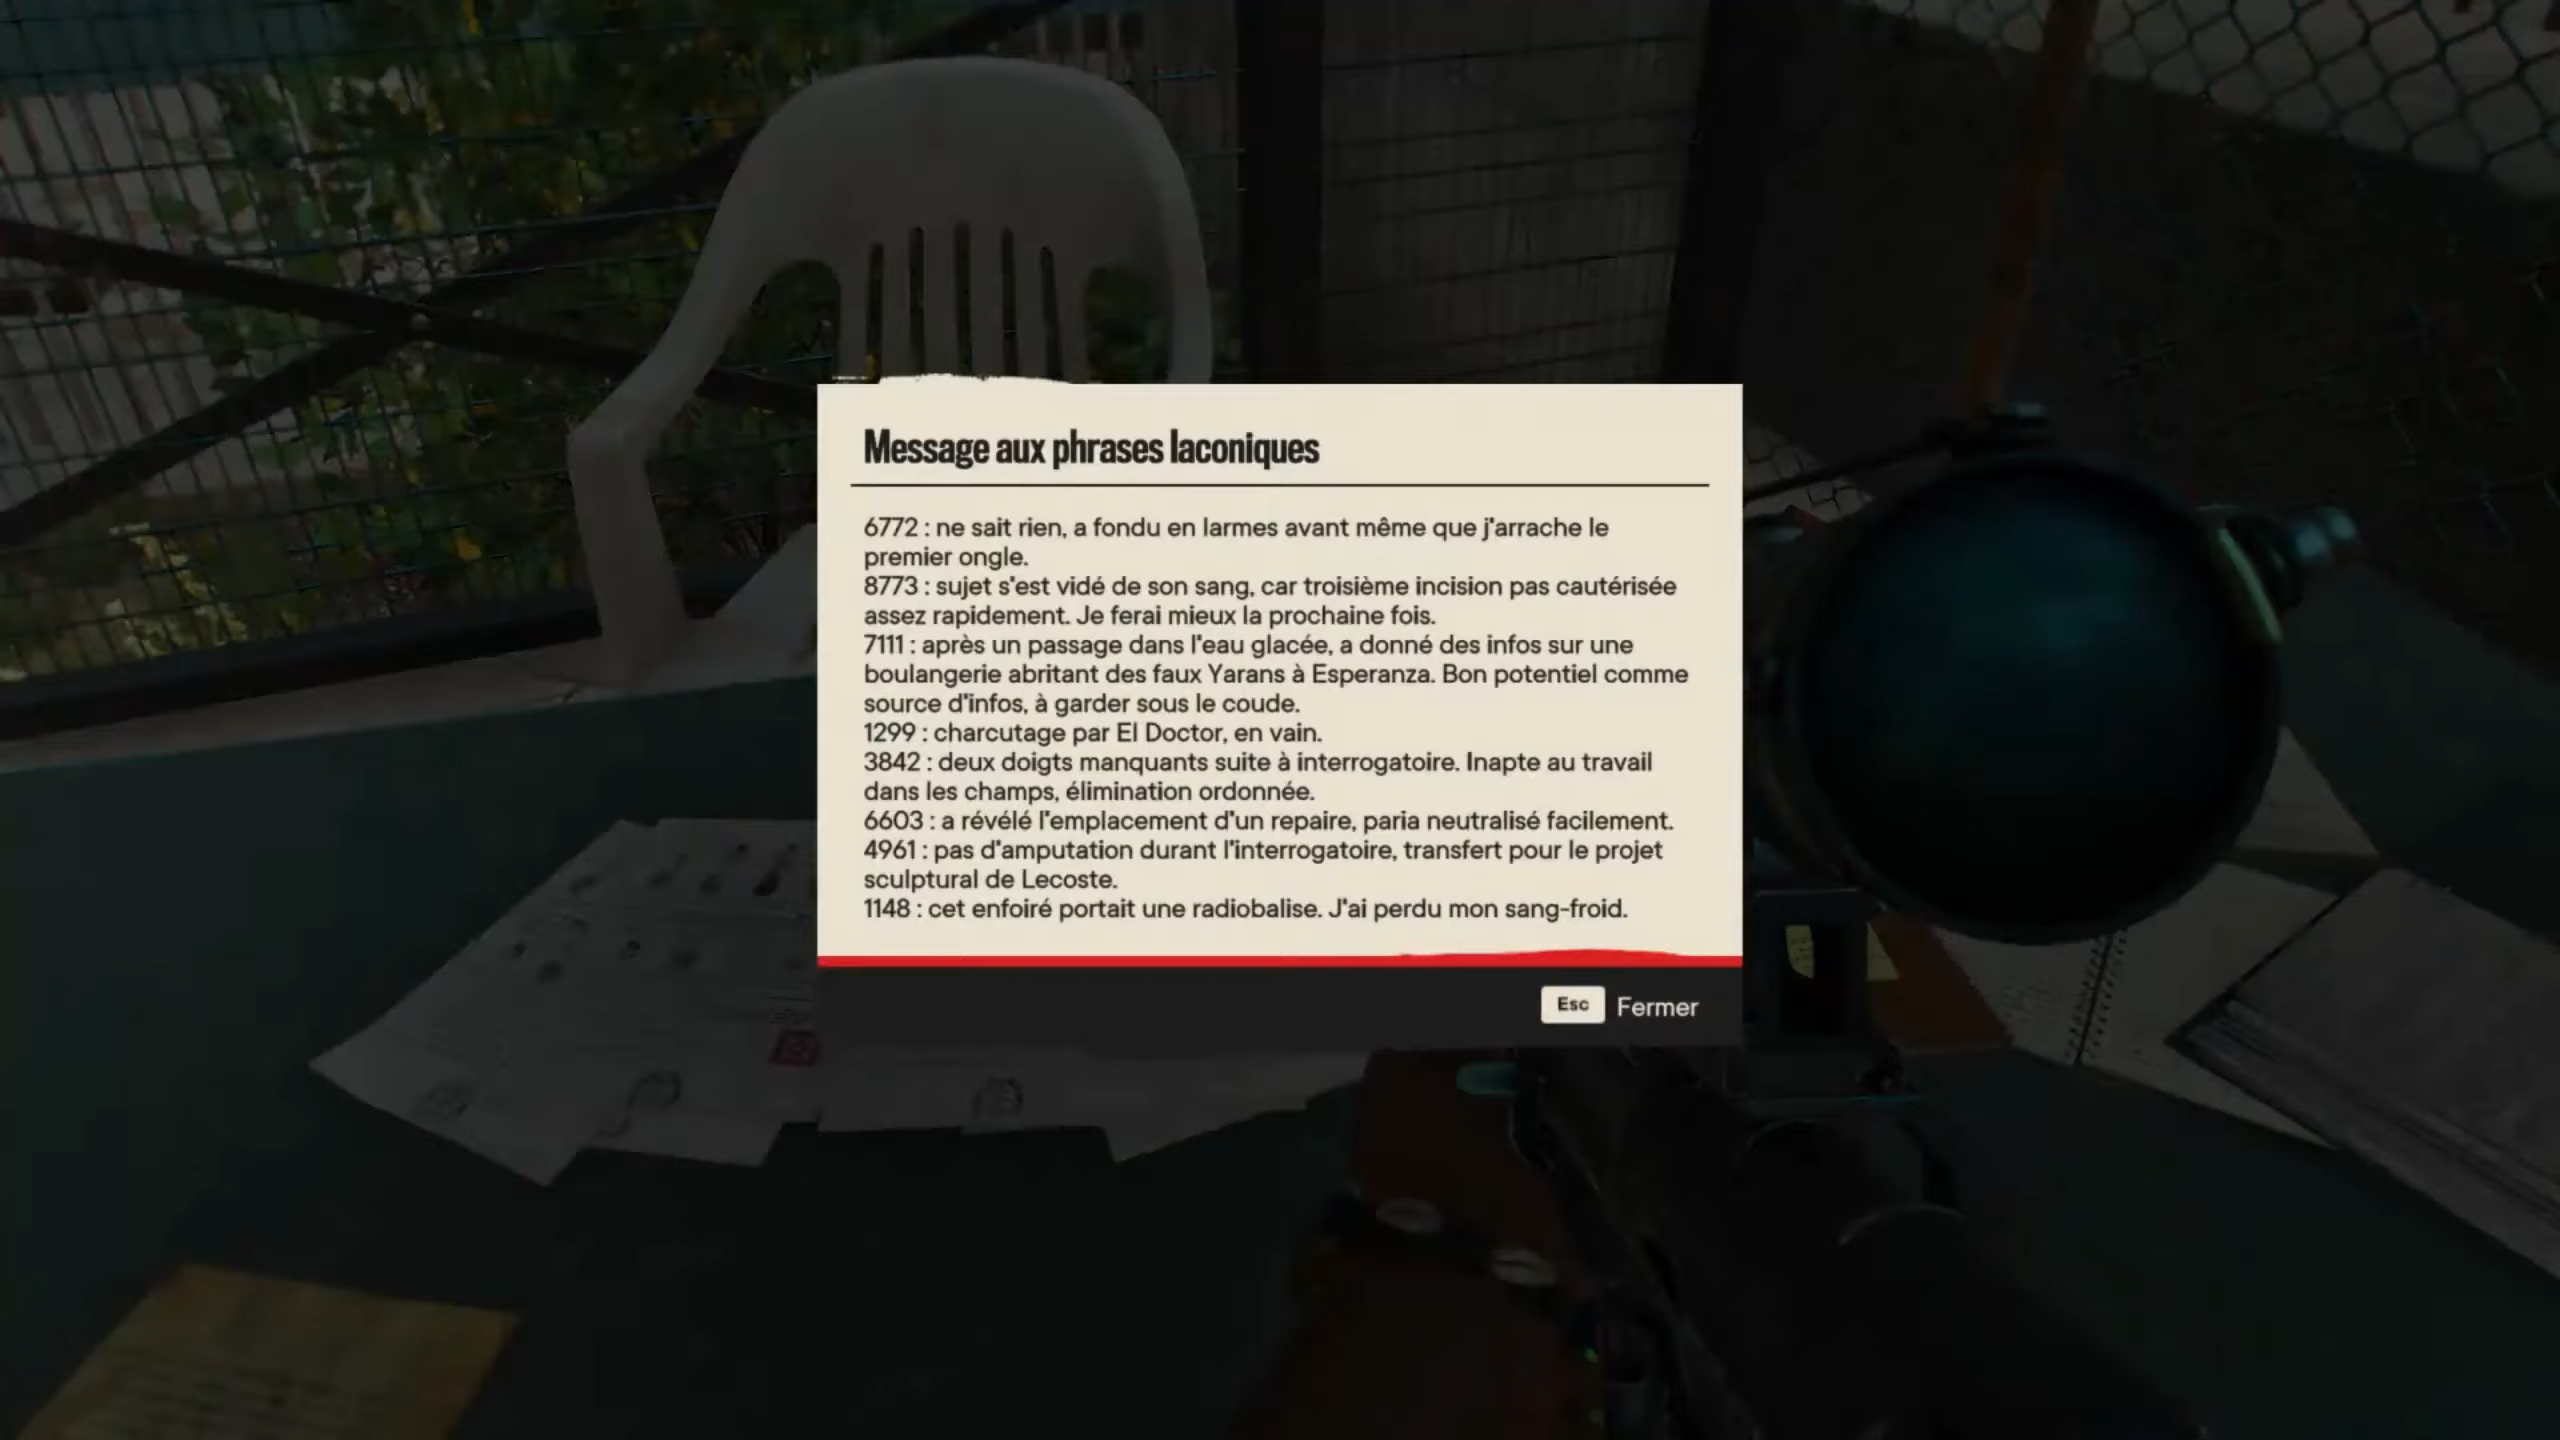 Message aux phrases laconiques
6772 : ne sait rien, a fondu en larmes avant même que j'arrache le
premier ongle.
8773 : sujet s'est vidé de son sang, car troisième incision pas cautérisée
assez rapidement. Je ferai mieux la prochaine fois.
7111 : après un passage dans l'eau glacée, a donné des infos sur une
boulangerie abritant des faux Yarans à Esperanza. Bon potentiel comme
source d'infos, à garder sous le coude.
1299 : charcutage par El Doctor, en vain.
3842 : deux doigts manquants suite à interrogatoire. Inapte au travail
dans les champs, élimination ordonnée.
6603 : a révélé l'emplacement d'un repaire, paria neutralisé facilement.
4961 : pas d'amputation durant l'interrogatoire, transfert pour le projet
sculptural de Lecoste.
1148 : cet enfoiré portait une radiobalise. J'ai perdu mon sang-froid.
Esc Fermer